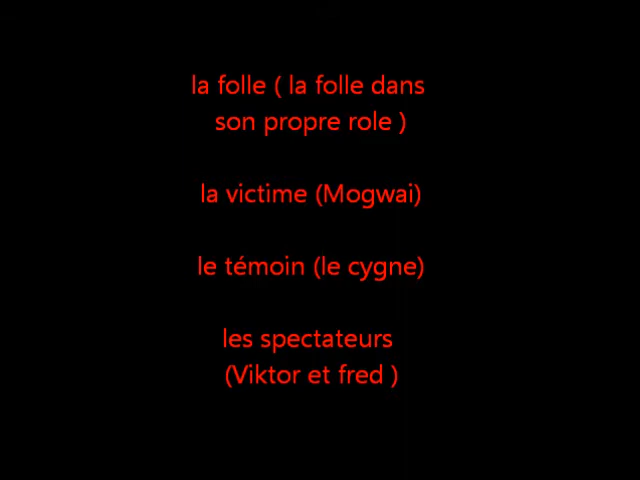 la folle ( la folle dans
son propre role )
la victime (Mogwai)
le témoin (le cygne)
les spectateurs
(Viktor et fred )